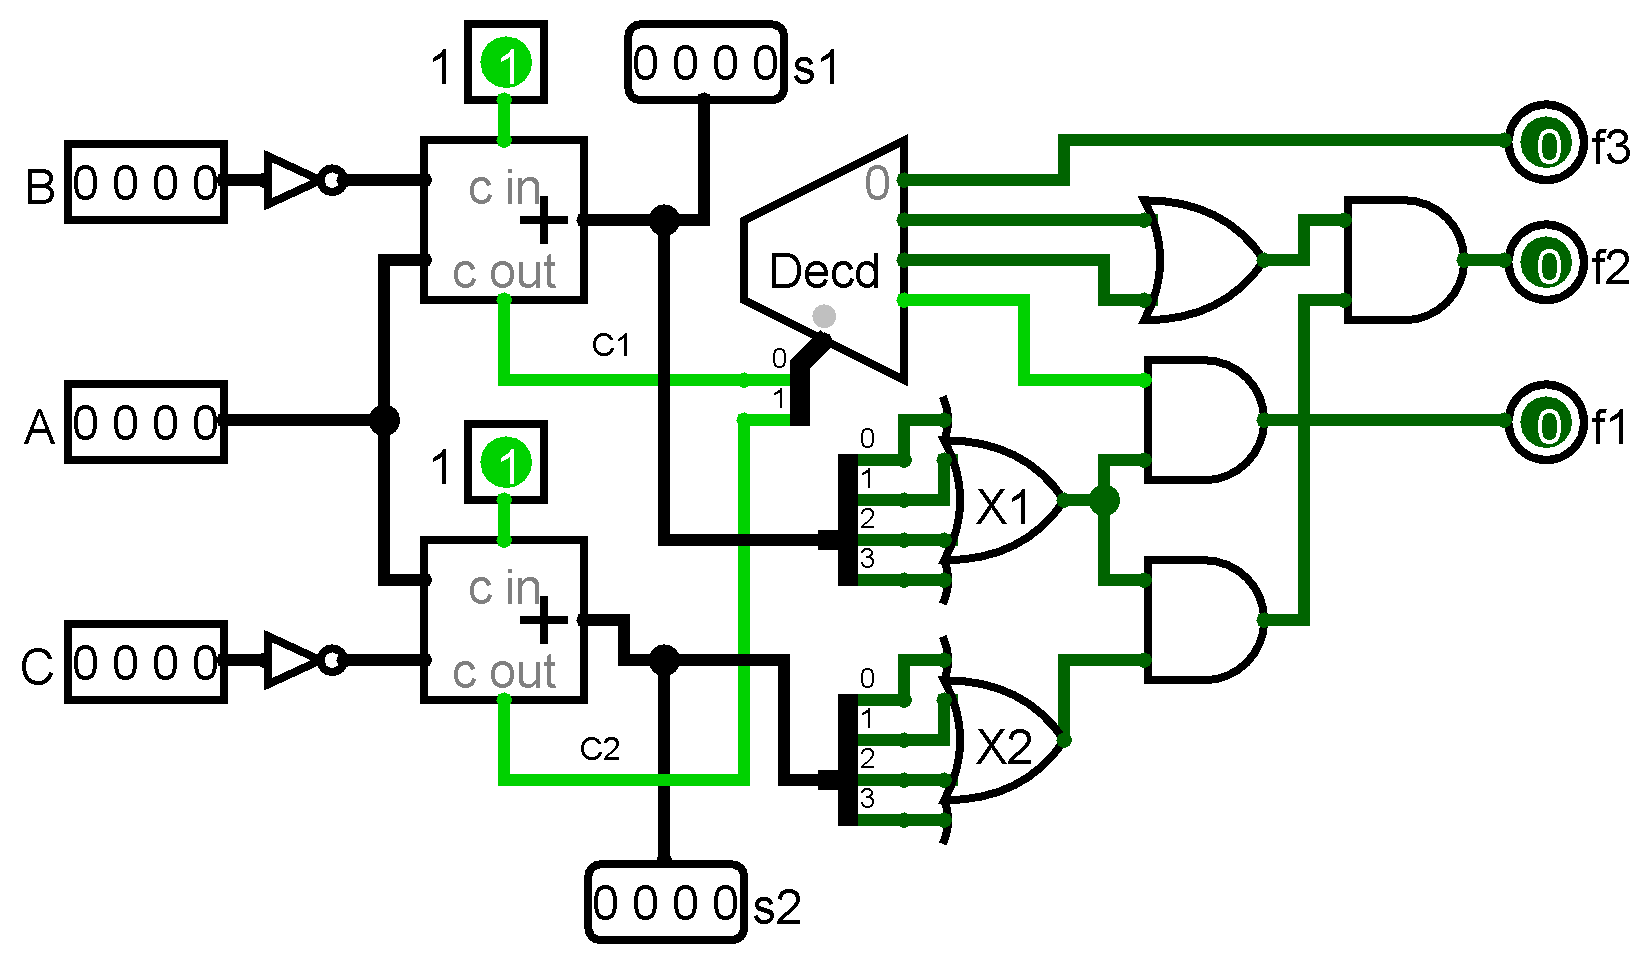 1 1
0 0 0 0 s1
B 0 0 0 0
c in
+
c out
0
Decd
0 f3
0 f2
C1
0
1
A 0 0 0 0
0 f1
1 1
0
1
2
3
X1
c in
+
c out
C 0 0 0 0
C2
0
1
2
3
X2
0 0 0 0 s2